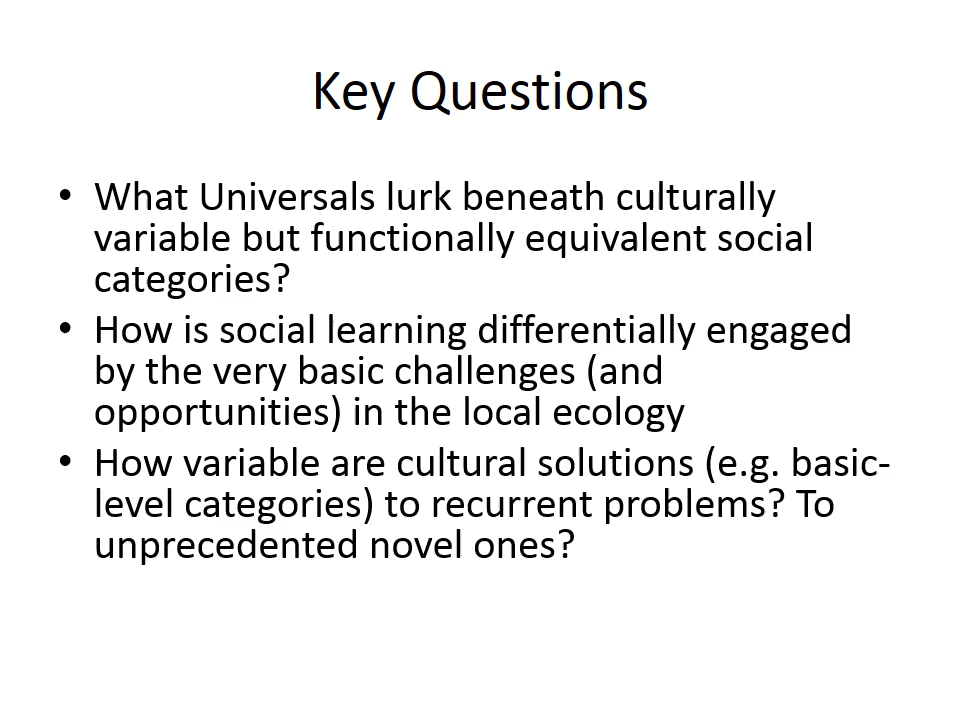 Key Questions
• What Universals lurk beneath culturally
variable but functionally equivalent social
categories?
• How is social learning differentially engaged
by the very basic challenges (and
opportunities) in the local ecology
• How variable are cultural solutions (e.g. basic-
level categories) to recurrent problems? To
unprecedented novel ones?